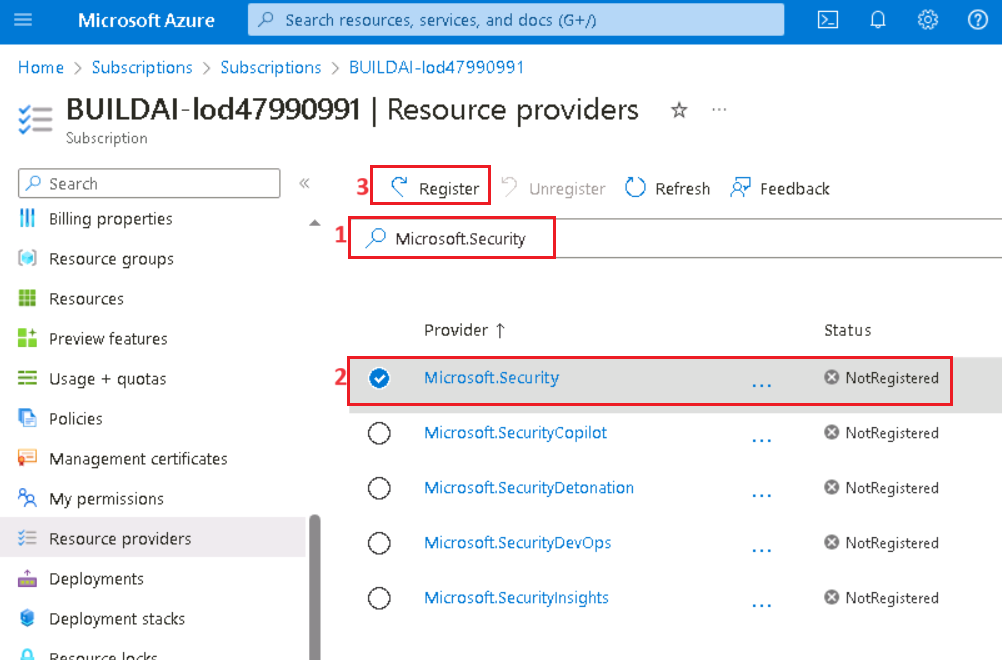 Microsoft Azure
Search resources, services, and docs (G+/)
Home > Subscriptions > Subscriptions > BUILDAI-lod47990991
BUILDAI-lod47990991 | Resource providers
Subscription
Search
Billing properties
Resource groups
Resources
Preview features
Usage + quotas
Policies
Management certificates
My permissions
Resource providers
Deployments
Deployment stacks
Resource locks
3 Register Unregister Refresh Feedback
1 Microsoft.Security
Provider ↑ Status
2 Microsoft.Security ... NotRegistered
Microsoft.SecurityCopilot ... NotRegistered
Microsoft.SecurityDetonation ... NotRegistered
Microsoft.SecurityDevOps ... NotRegistered
Microsoft.SecurityInsights ... NotRegistered